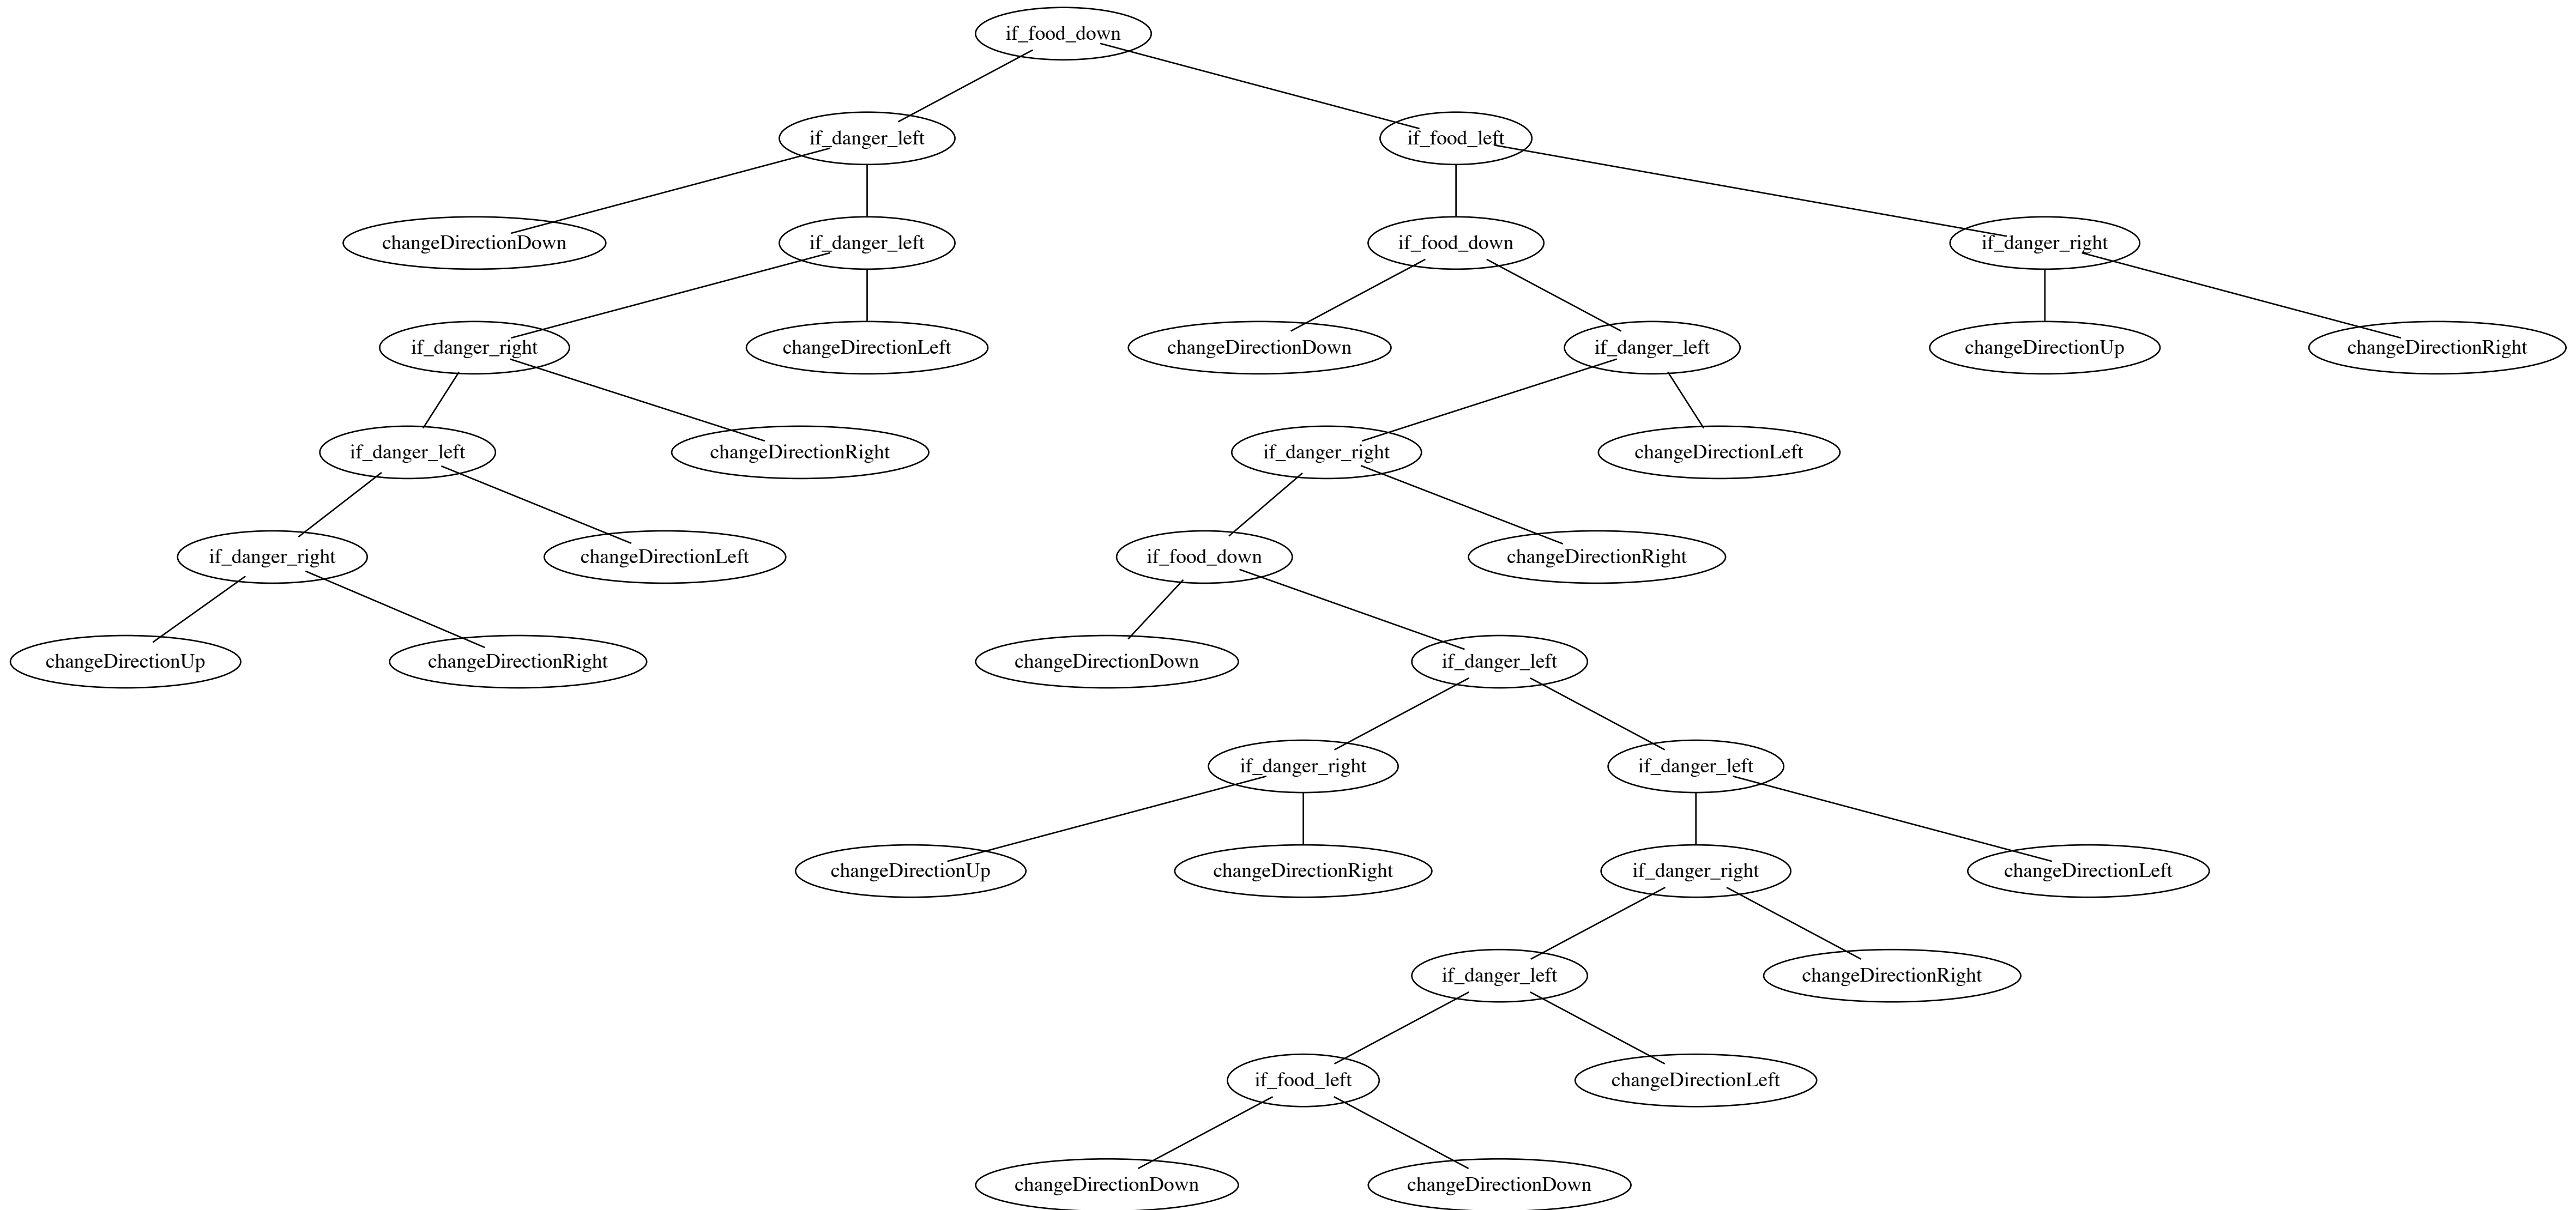 if_food_down
if_danger_left
if_food_left
changeDirectionDown
if_danger_left
if_food_down
if_danger_right
if_danger_right
changeDirectionLeft
changeDirectionDown
if_danger_left
changeDirectionUp
changeDirectionRight
if_danger_left
changeDirectionRight
if_danger_right
changeDirectionLeft
if_danger_right
changeDirectionLeft
if_food_down
changeDirectionRight
changeDirectionUp
changeDirectionRight
changeDirectionDown
if_danger_left
if_danger_right
if_danger_left
changeDirectionUp
changeDirectionRight
if_danger_right
changeDirectionLeft
if_danger_left
changeDirectionRight
if_food_left
changeDirectionLeft
changeDirectionDown
changeDirectionDown